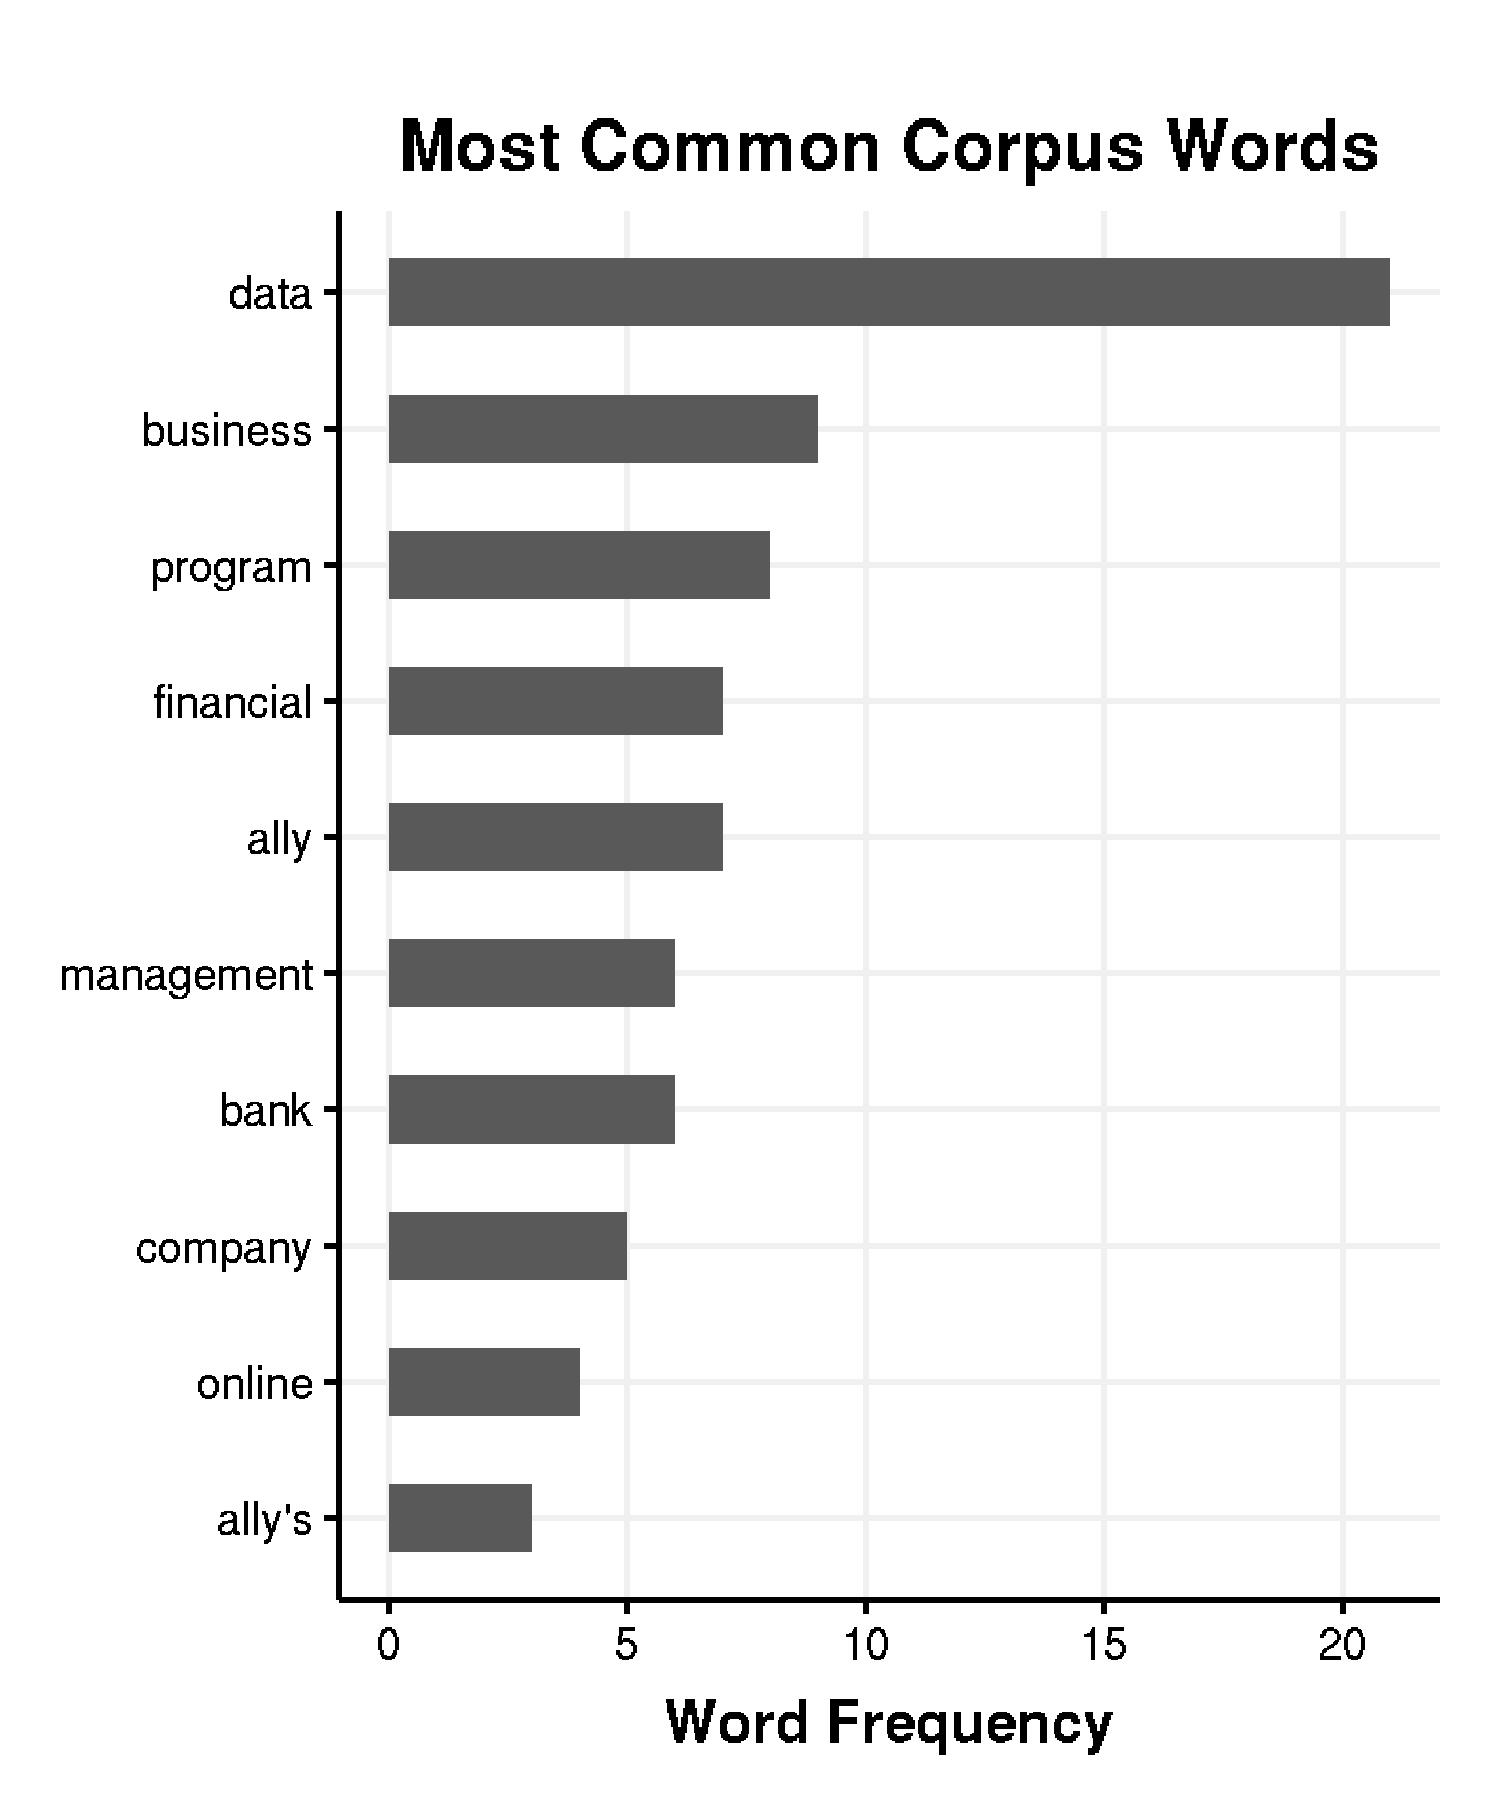 Most Common Corpus Words
data
business
program
financial
ally
management
bank
company
online
ally's
0 5 10 15 20
Word Frequency